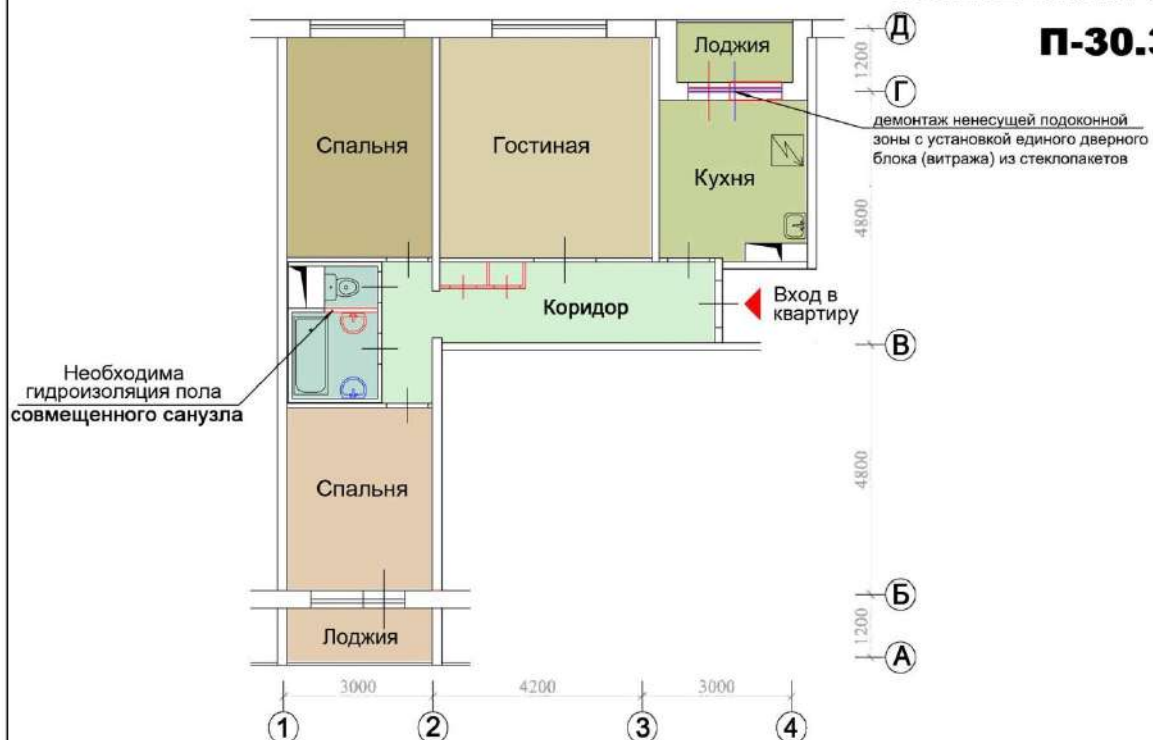 П-30.3
Д
Лоджия
1200
Г
демонтаж ненесущей подоконной
зоны с установкой единого дверного
блока (витража) из стеклопакетов
Спальня
Гостиная
Кухня
4800
Коридор
Вход в
квартиру
В
Необходима
гидроизоляция пола
совмещенного санузла
Спальня
4800
Б
Лоджия
1200
А
3000
4200
3000
1
2
3
4